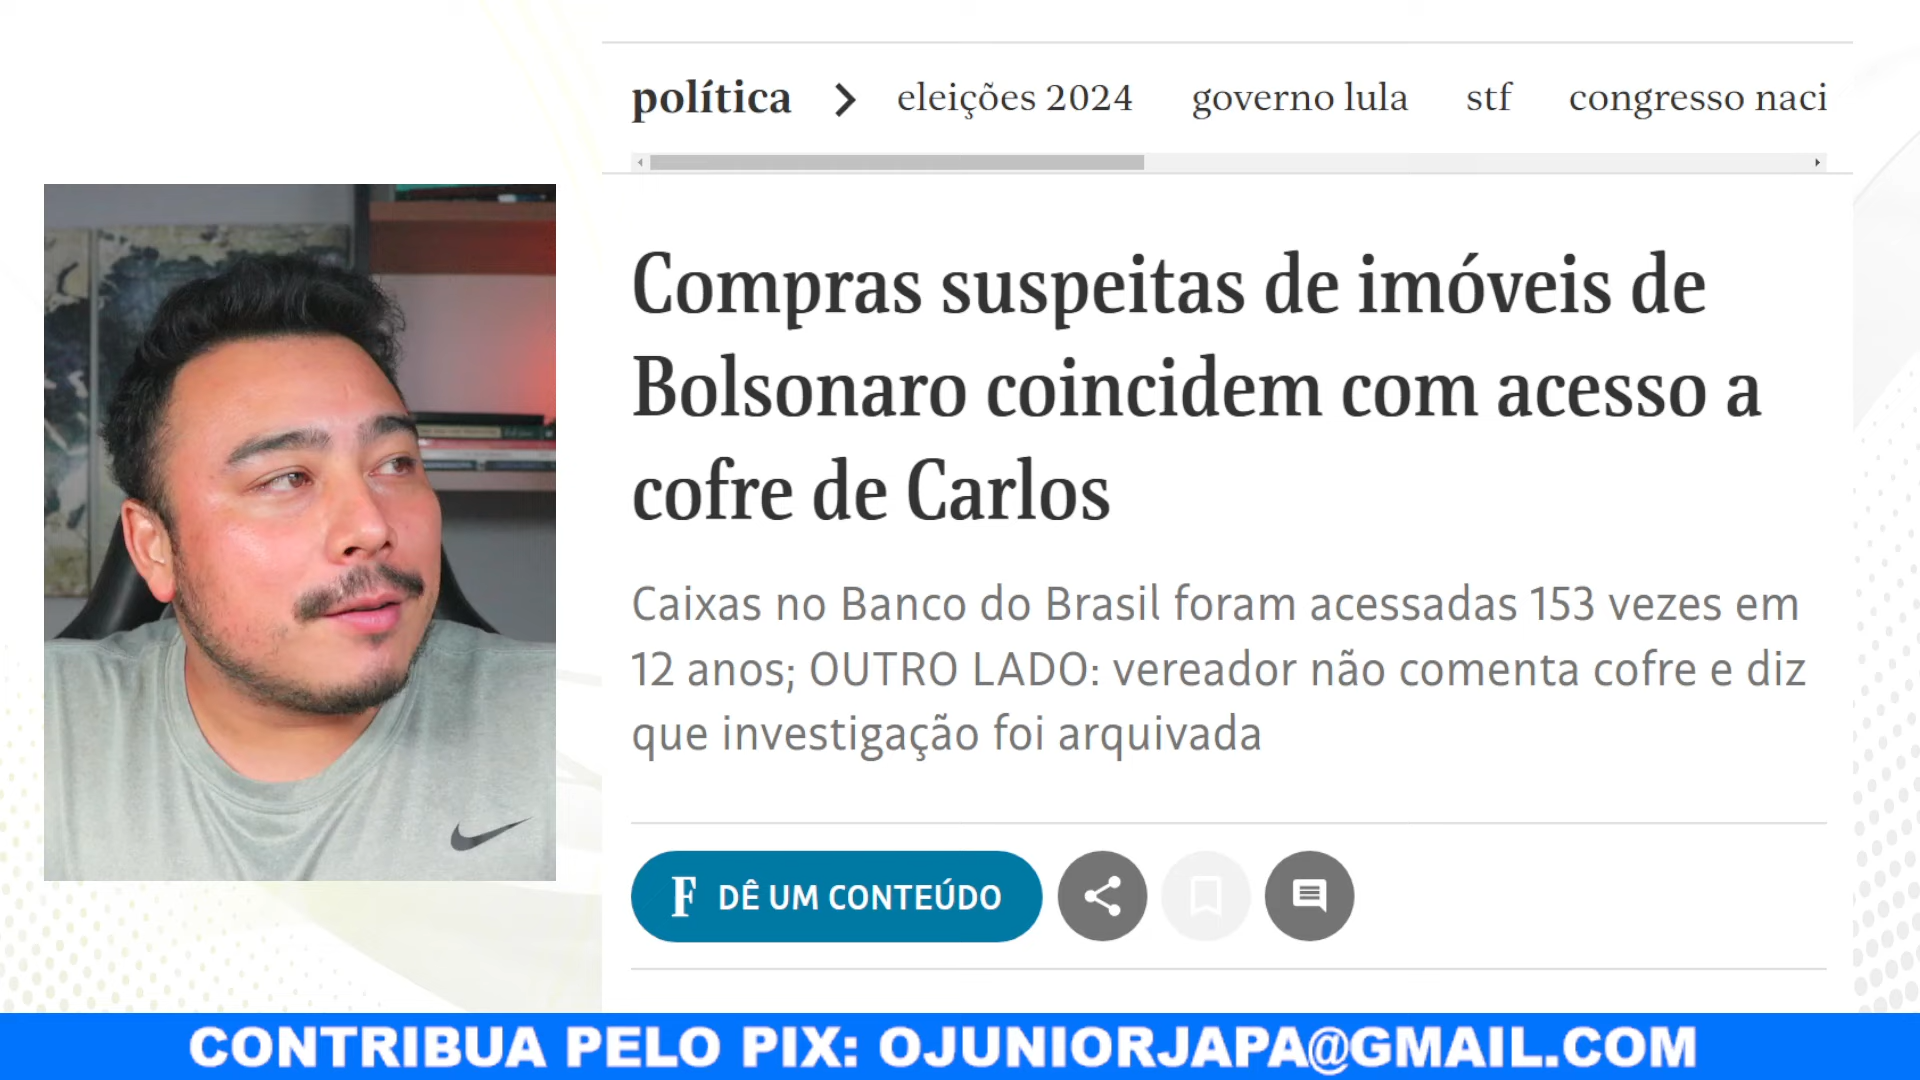 política > eleições 2024 governo lula stf congresso naci
Compras suspeitas de imóveis de
Bolsonaro coincidem com acesso a
cofre de Carlos
Caixas no Banco do Brasil foram acessadas 153 vezes em
12 anos; OUTRO LADO: vereador não comenta cofre e diz
que investigação foi arquivada
F DÊ UM CONTEÚDO
CONTRIBUA PELO PIX: OJUNIORJAPA@GMAIL.COM